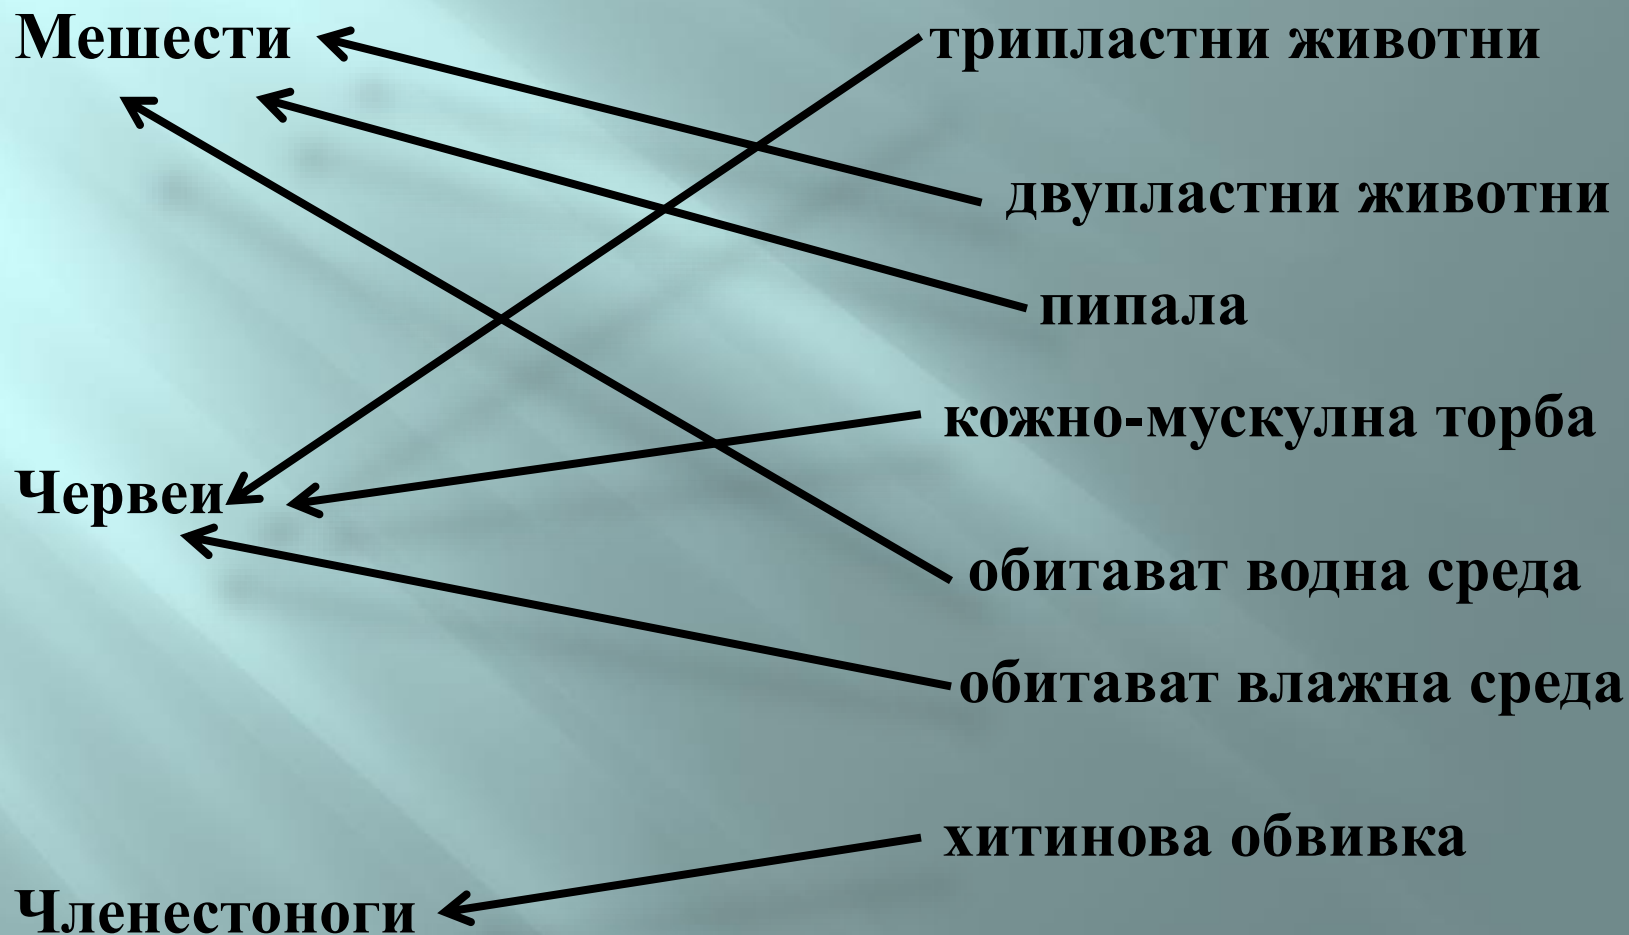 Мешести
трипластни животни
двупластни животни
пипала
кожно-мускулна торба
Червеи
обитават водна среда
обитават влажна среда
хитинова обвивка
Членестоноги